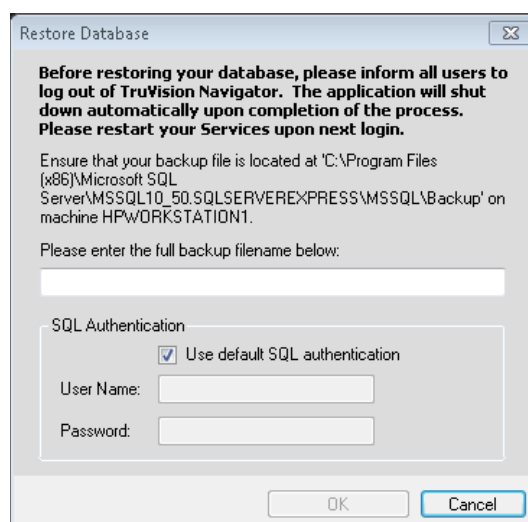 Restore Database
Before restoring your database, please inform all users to
log out of TruVision Navigator.  The application will shut
down automatically upon completion of the process.
Please restart your Services upon next login.
Ensure that your backup file is located at 'C:\Program Files
(x86)\Microsoft SQL
Server\MSSQL10_50.SQLSERVEREXPRESS\MSSQL\Backup' on
machine HPWORKSTATION1.
Please enter the full backup filename below:
SQL Authentication
Use default SQL authentication
User Name:
Password:
OK
Cancel